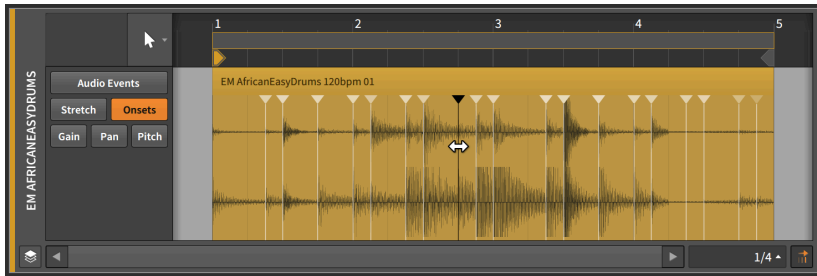 1 2 3 4 5
EM AFRICANEASYDRUMS
Audio Events
EM AfricanEasyDrums 120bpm 01
Stretch Onsets
Gain Pan Pitch
1/4